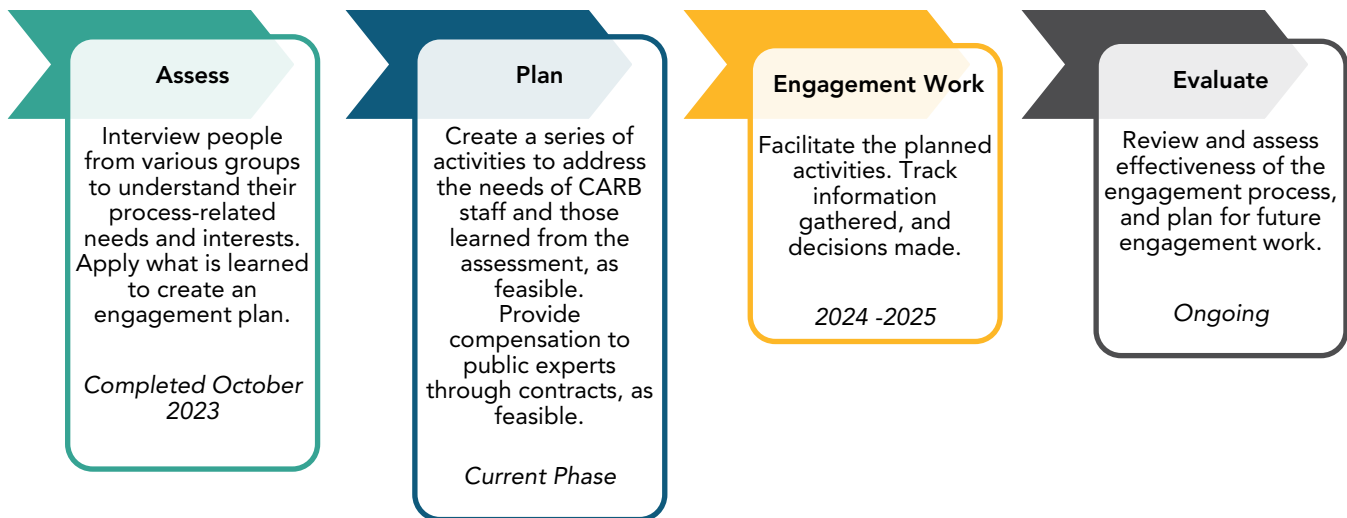 Assess
Interview people
from various groups
to understand their
process-related
needs and interests.
Apply what is learned
to create an
engagement plan.
Completed October
2023
Plan
Create a series of
activities to address
the needs of CARB
staff and those
learned from the
assessment, as
feasible.
Provide
compensation to
public experts
through contracts, as
feasible.
Current Phase
Engagement Work
Facilitate the planned
activities. Track
information
gathered, and
decisions made.
2024 -2025
Evaluate
Review and assess
effectiveness of the
engagement process,
and plan for future
engagement work.
Ongoing